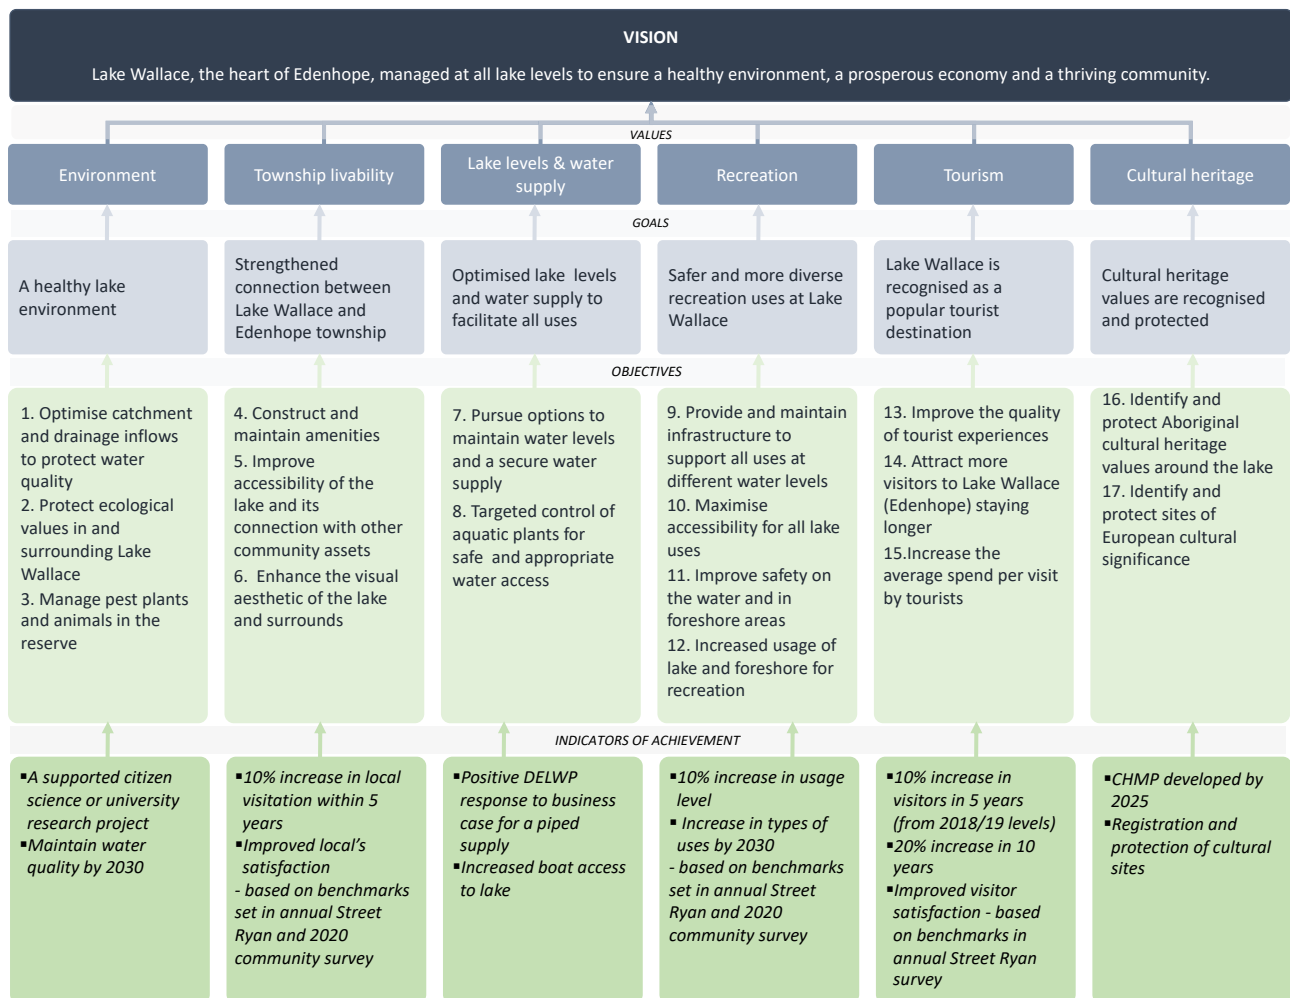 VISION
Lake Wallace, the heart of Edenhope, managed at all lake levels to ensure a healthy environment, a prosperous economy and a thriving community.
VALUES
Environment
Township livability
Lake levels & water
supply
Recreation
Tourism
Cultural heritage
GOALS
A healthy lake
environment
Strengthened
connection between
Lake Wallace and
Edenhope township
Optimised lake levels
and water supply to
facilitate all uses
Safer and more diverse
recreation uses at Lake
Wallace
Lake Wallace is
recognised as a
popular tourist
destination
Cultural heritage
values are recognised
and protected
OBJECTIVES
1. Optimise catchment
and drainage inflows
to protect water
quality
2. Protect ecological
values in and
surrounding Lake
Wallace
3. Manage pest plants
and animals in the
reserve
4. Construct and
maintain amenities
5. Improve
accessibility of the
lake and its
connection with other
community assets
6. Enhance the visual
aesthetic of the lake
and surrounds
7. Pursue options to
maintain water levels
and a secure water
supply
8. Targeted control of
aquatic plants for
safe and appropriate
water access
9. Provide and maintain
infrastructure to
support all uses at
different water levels
10. Maximise
accessibility for all lake
uses
11. Improve safety on
the water and in
foreshore areas
12. Increased usage of
lake and foreshore for
recreation
13. Improve the quality
of tourist experiences
14. Attract more
visitors to Lake Wallace
(Edenhope) staying
longer
15.Increase the
average spend per visit
by tourists
16. Identify and
protect Aboriginal
cultural heritage
values around the lake
17. Identify and
protect sites of
European cultural
significance
INDICATORS OF ACHIEVEMENT
▪A supported citizen
science or university
research project
▪Maintain water
quality by 2030
▪10% increase in local
visitation within 5
years
▪Improved local’s
satisfaction
- based on benchmarks
set in annual Street
Ryan and 2020
community survey
▪Positive DELWP
response to business
case for a piped
supply
▪Increased boat access
to lake
▪10% increase in usage
level
▪ Increase in types of
uses by 2030
- based on benchmarks
set in annual Street
Ryan and 2020
community survey
▪10% increase in
visitors in 5 years
(from 2018/19 levels)
▪20% increase in 10
years
▪Improved visitor
satisfaction - based
on benchmarks in
annual Street Ryan
survey
▪CHMP developed by
2025
▪Registration and
protection of cultural
sites